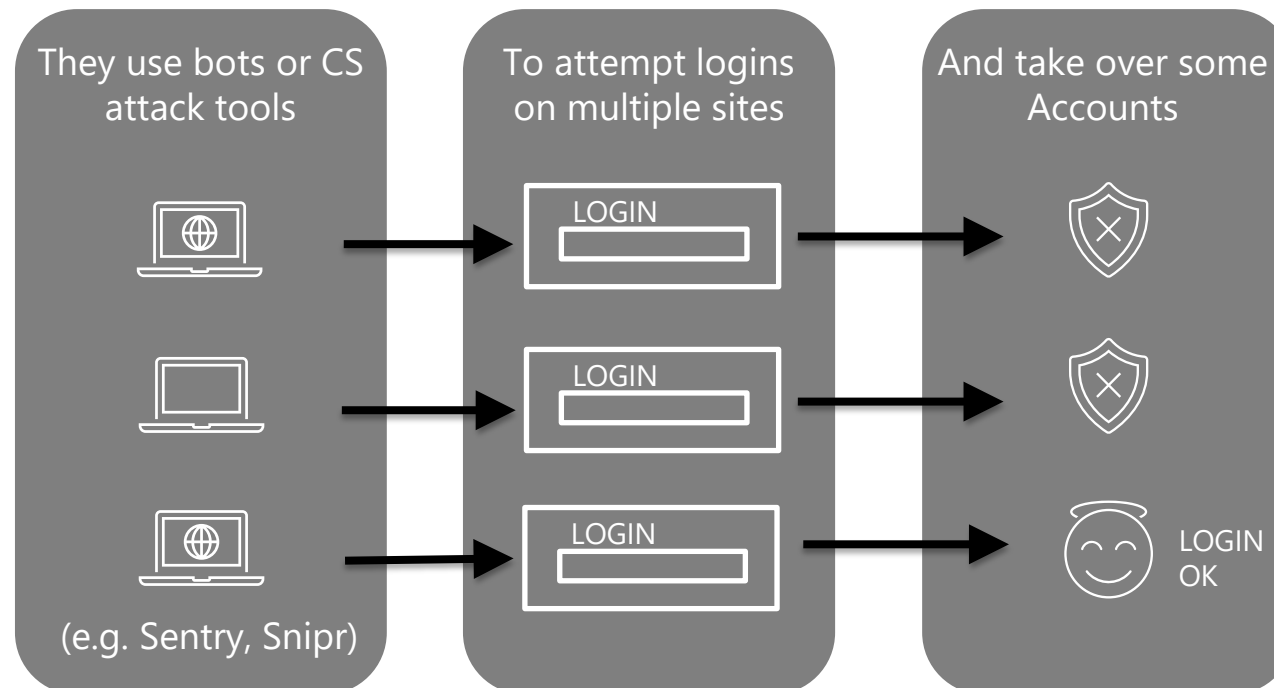 They use bots or CS
attack tools
(e.g. Sentry, Snipr)
To attempt logins
on multiple sites
LOGIN
LOGIN
LOGIN
And take over some
Accounts
LOGIN
OK